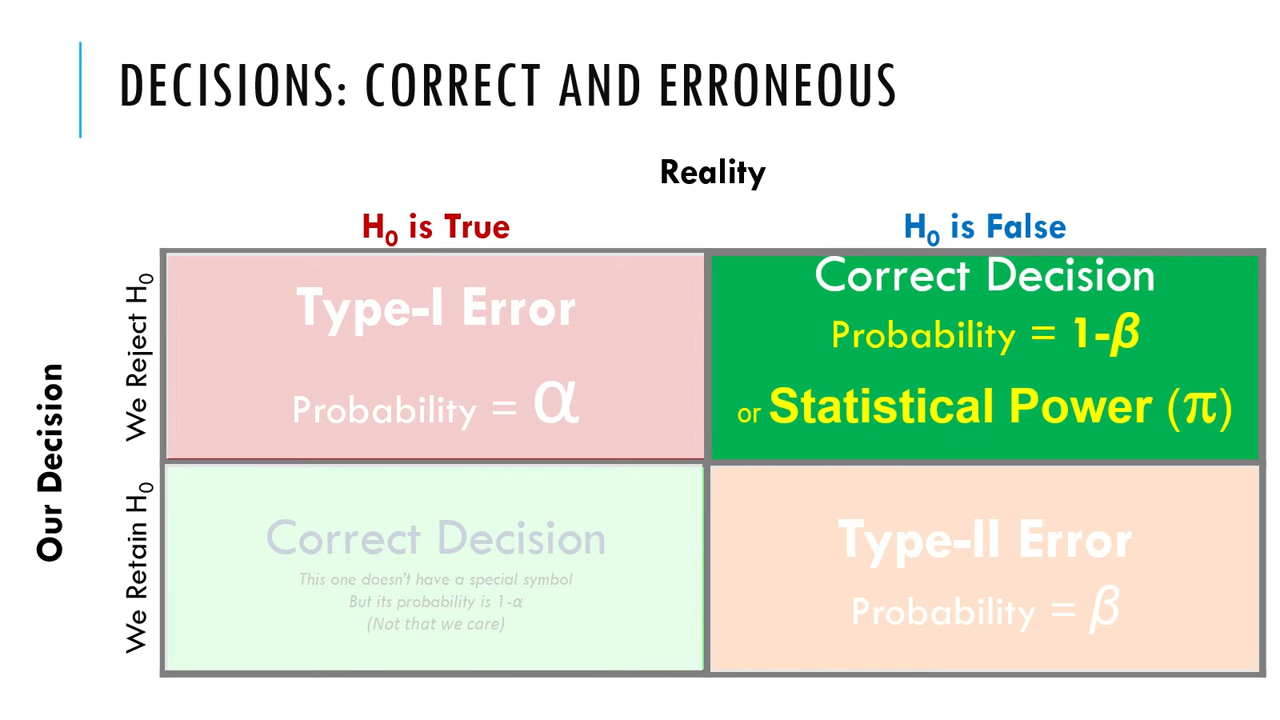 DECISIONS: CORRECT AND ERRONEOUS
Reality
H₀ is True
H₀ is False
Our Decision
We Reject H₀
Type-I Error
Probability = α
Correct Decision
Probability = 1-β
or Statistical Power (π)
We Retain H₀
Correct Decision
This one doesn't have a special symbol
But its probability is 1-α
(Not that we care)
Type-II Error
Probability = β